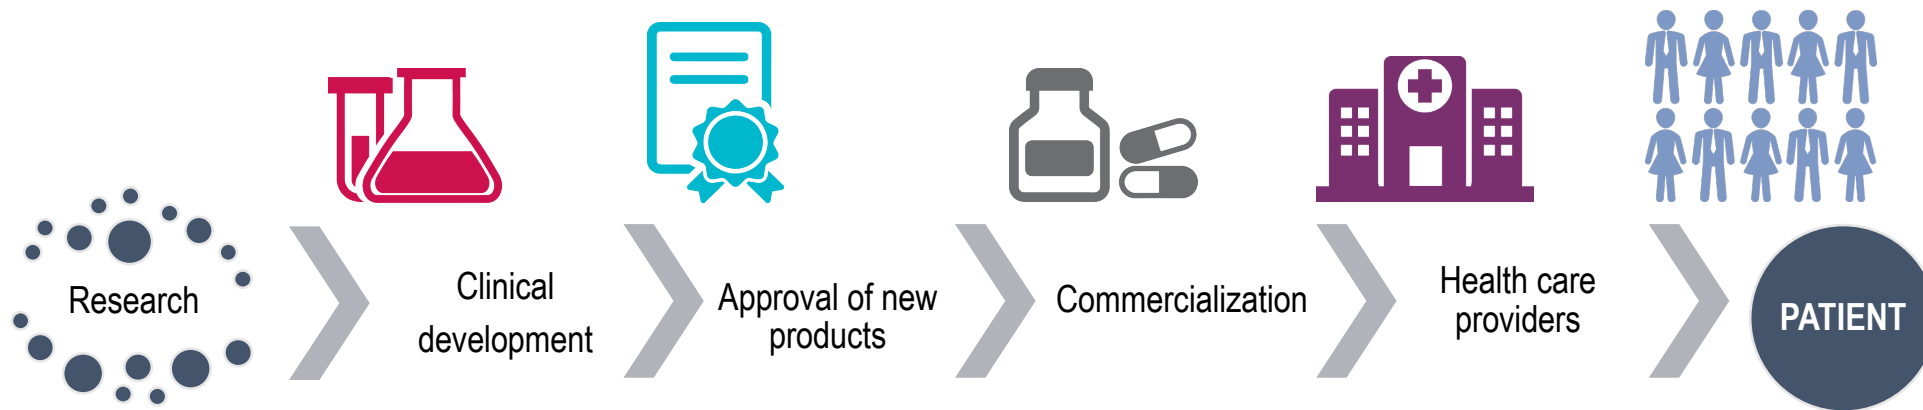 Research
Clinical
development
Approval of new
products
Commercialization
Health care
providers
PATIENT